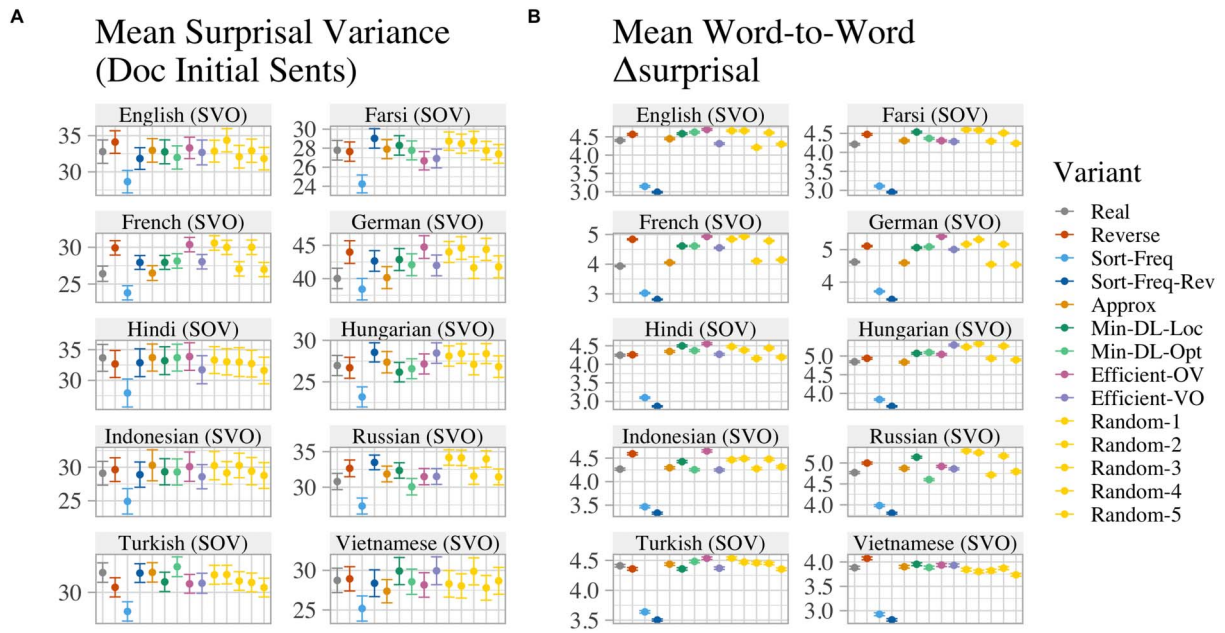 A
Mean Surprisal Variance
(Doc Initial Sents)
English (SVO)
35
30
Farsi (SOV)
30
28
26
24
French (SVO)
30
25
German (SVO)
45
40
Hindi (SOV)
35
30
Hungarian (SVO)
30
25
Indonesian (SVO)
30
25
Russian (SVO)
35
30
Turkish (SOV)
30
Vietnamese (SVO)
30
25
B
Mean Word-to-Word
Δsurprisal
English (SVO)
4.5
4.0
3.5
3.0
Farsi (SOV)
4.5
4.0
3.5
3.0
French (SVO)
5
4
3
German (SVO)
5
4
Hindi (SOV)
4.5
4.0
3.5
3.0
Hungarian (SVO)
5.0
4.5
4.0
Indonesian (SVO)
4.5
4.0
3.5
Russian (SVO)
5.0
4.5
4.0
Turkish (SOV)
4.5
4.0
3.5
Vietnamese (SVO)
4.0
3.5
3.0
Variant
Real
Reverse
Sort-Freq
Sort-Freq-Rev
Approx
Min-DL-Loc
Min-DL-Opt
Efficient-OV
Efficient-VO
Random-1
Random-2
Random-3
Random-4
Random-5